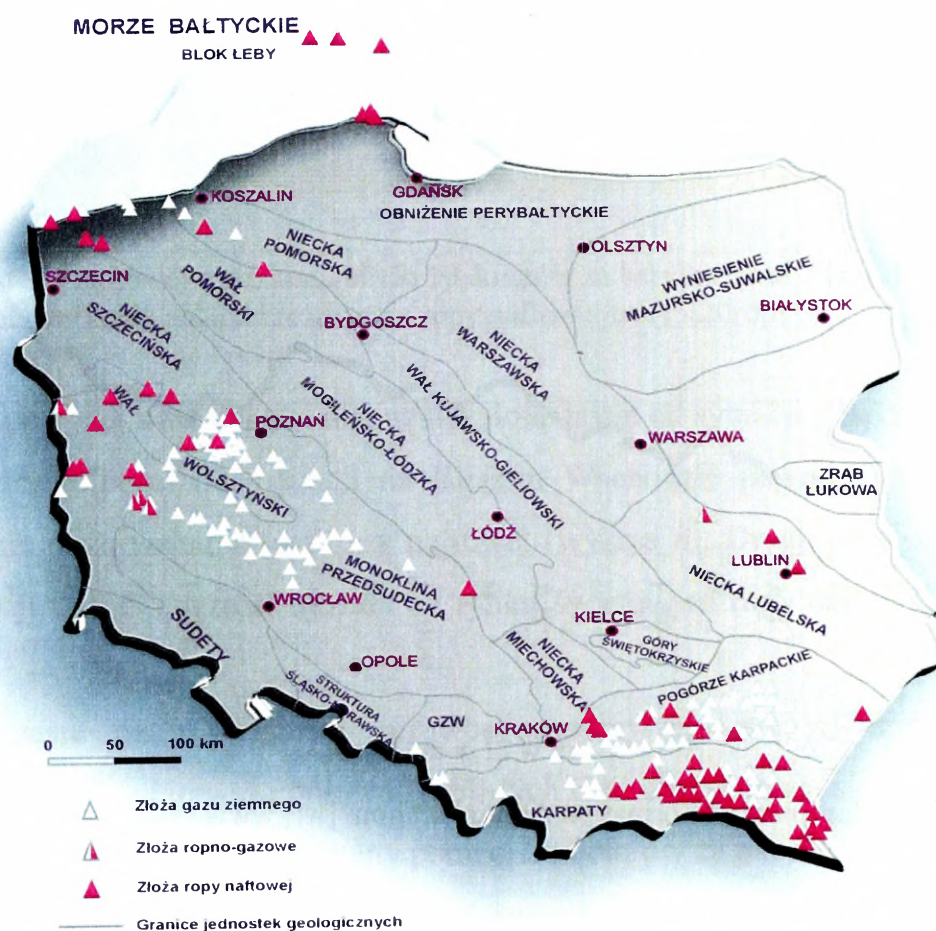 MORZE BAŁTYCKIE
BLOK ŁEBY
KOSZALIN
GDAŃSK
OBNIŻENIE PERYBAŁTYCKIE
NIECKA
POMORSKA
OLSZTYN
SZCZECIN
WAŁ
POMORSKI
WYNIESIENIE
MAZURSKO-SUWALSKIE
BIAŁYSTOK
NIECKA
SZCZECIŃSKA
BYDGOSZCZ
NIECKA
WARSZAWSKA
WAŁ KUJAWSKO-GIELIOWSKI
NIECKA
MOGILEŃSKO-ŁÓDZKA
WAŁ
WOLSZTYŃSKI
POZNAŃ
WARSZAWA
ZRĄB
ŁUKOWA
ŁÓDŹ
LUBLIN
NIECKA LUBELSKA
MONOKLINA
PRZEDSUDECKA
WROCŁAW
SUDETY
KIELCE
GÓRY
ŚWIĘTOKRZYSKIE
NIECKA
MIECHOWSKA
OPOLE
POGÓRZE KARPACKIE
STRUKTURA
ŚLĄSKO-MORAWSKA
GZW
KRAKÓW
KARPATY
0 50 100 km
Złoża gazu ziemnego
Złoża ropno-gazowe
Złoża ropy naftowej
Granice jednostek geologicznych